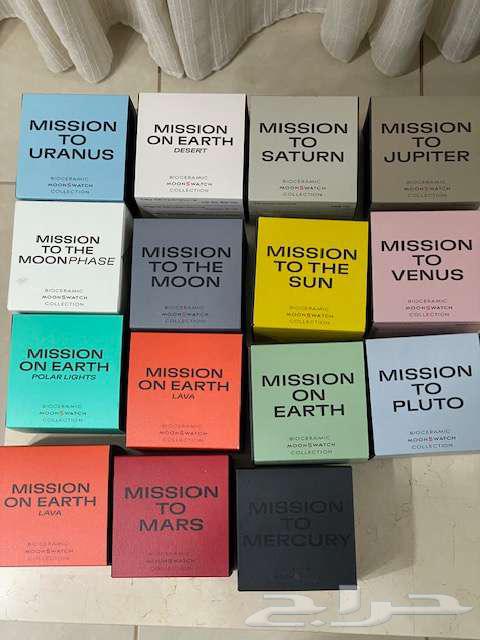 MISSION
TO
URANUS
BIOCERAMIC
MOONSWATCH
COLLECTION
MISSION
ON EARTH
DESERT
BIOCERAMIC
MOONSWATCH
COLLECTION
MISSION
TO
SATURN
BIOCERAMIC
MOONSWATCH
COLLECTION
MISSION
TO
JUPITER
BIOCERAMIC
MOONSWATCH
COLLECTION
MISSION
TO THE
MOONPHASE
BIOCERAMIC
MOONSWATCH
COLLECTION
MISSION
TO THE
MOON
BIOCERAMIC
MOONSWATCH
COLLECTION
MISSION
TO THE
SUN
BIOCERAMIC
MOONSWATCH
COLLECTION
MISSION
TO
VENUS
BIOCERAMIC
MOONSWATCH
COLLECTION
MISSION
ON EARTH
POLAR LIGHTS
BIOCERAMIC
MOONSWATCH
COLLECTION
MISSION
ON EARTH
LAVA
BIOCERAMIC
MOONSWATCH
COLLECTION
MISSION
ON
EARTH
BIOCERAMIC
MOONSWATCH
COLLECTION
MISSION
TO
PLUTO
BIOCERAMIC
MOONSWATCH
COLLECTION
MISSION
ON EARTH
LAVA
BIOCERAMIC
MOONSWATCH
COLLECTION
MISSION
TO
MARS
BIOCERAMIC
MOONSWATCH
COLLECTION
MISSION
TO
MERCURY
MOONSWATCH
حراج